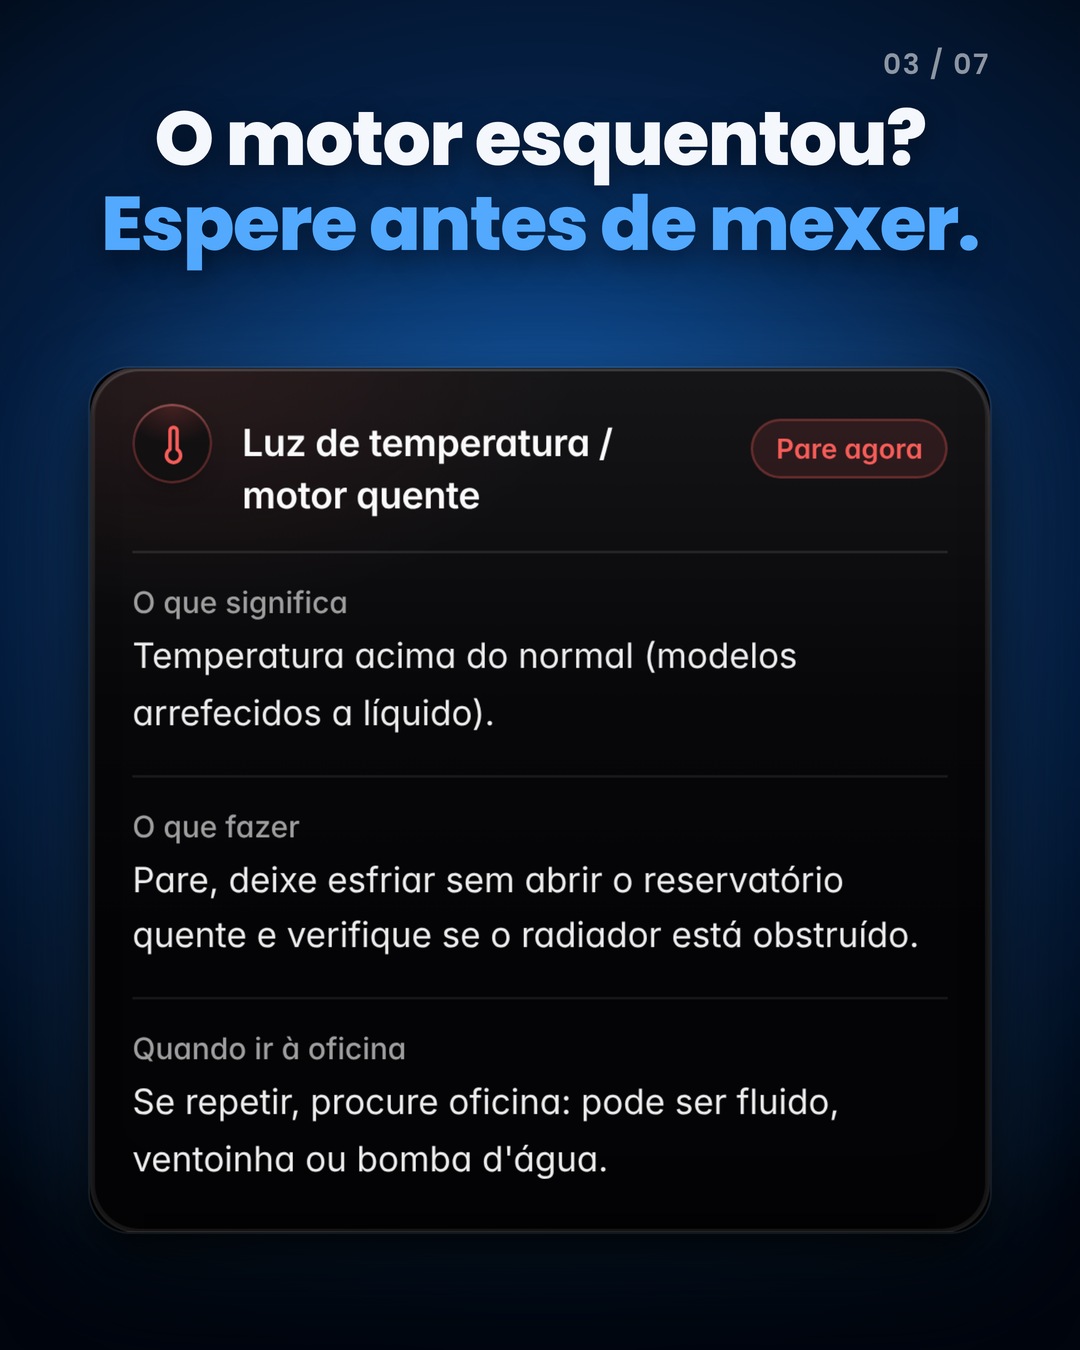 03 / 07
O motor esquentou?
Espere antes de mexer.
Luz de temperatura /
motor quente
Pare agora
O que significa
Temperatura acima do normal (modelos
arrefecidos a líquido).
O que fazer
Pare, deixe esfriar sem abrir o reservatório
quente e verifique se o radiador está obstruído.
Quando ir à oficina
Se repetir, procure oficina: pode ser fluido,
ventoinha ou bomba d'água.